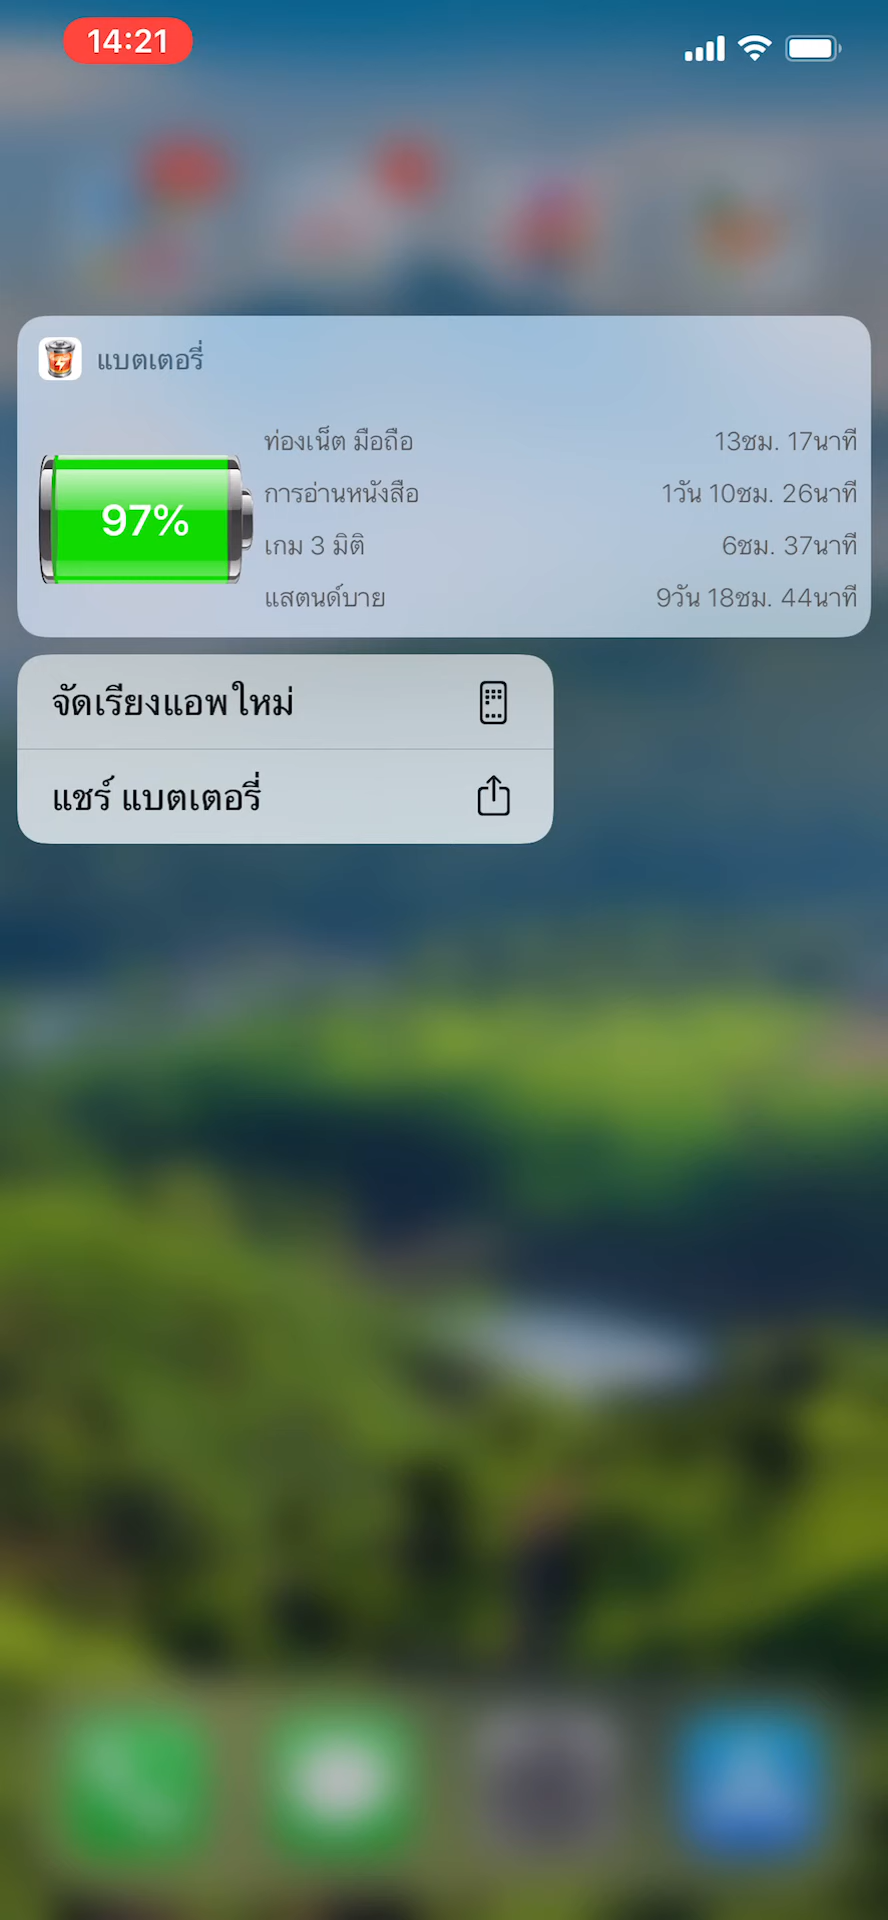 14:21
แบตเตอรี่
97%
ท่องเน็ต มือถือ 13ชม. 17นาที
การอ่านหนังสือ 1วัน 10ชม. 26นาที
เกม 3 มิติ 6ชม. 37นาที
แสตนด์บาย 9วัน 18ชม. 44นาที
จัดเรียงแอพใหม่
แชร์ แบตเตอรี่